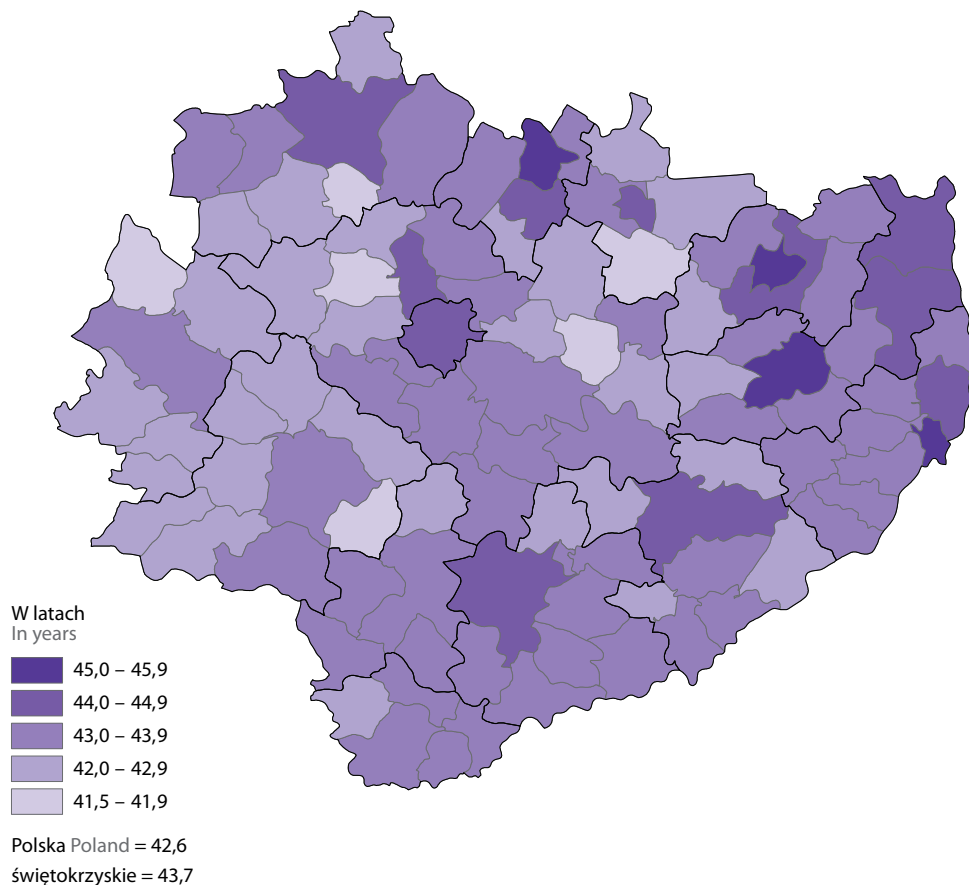 W latach
In years
45,0 – 45,9
44,0 – 44,9
43,0 – 43,9
42,0 – 42,9
41,5 – 41,9
Polska Poland = 42,6
świętokrzyskie = 43,7